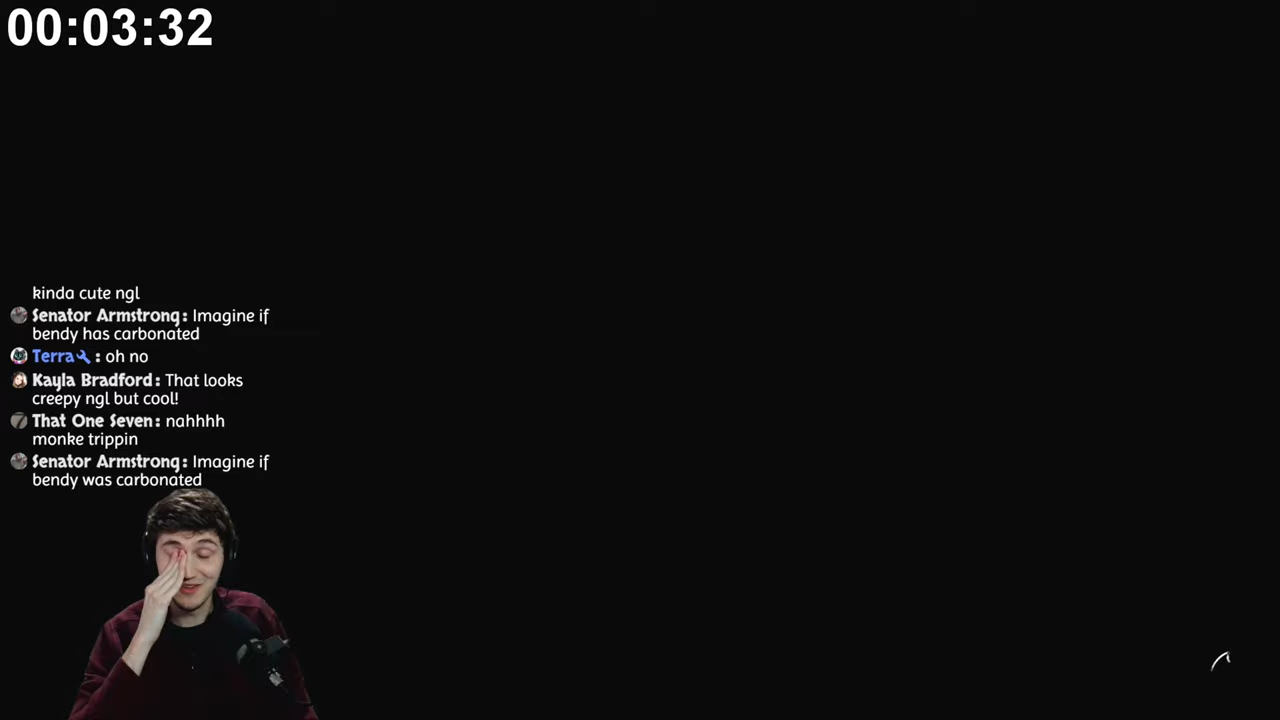 00:03:32
kinda cute ngl
Senator Armstrong: Imagine if
bendy has carbonated
Terra: oh no
Kayla Bradford: That looks
creepy ngl but cool!
That One Seven: nahhhh
monke trippin
Senator Armstrong: Imagine if
bendy was carbonated